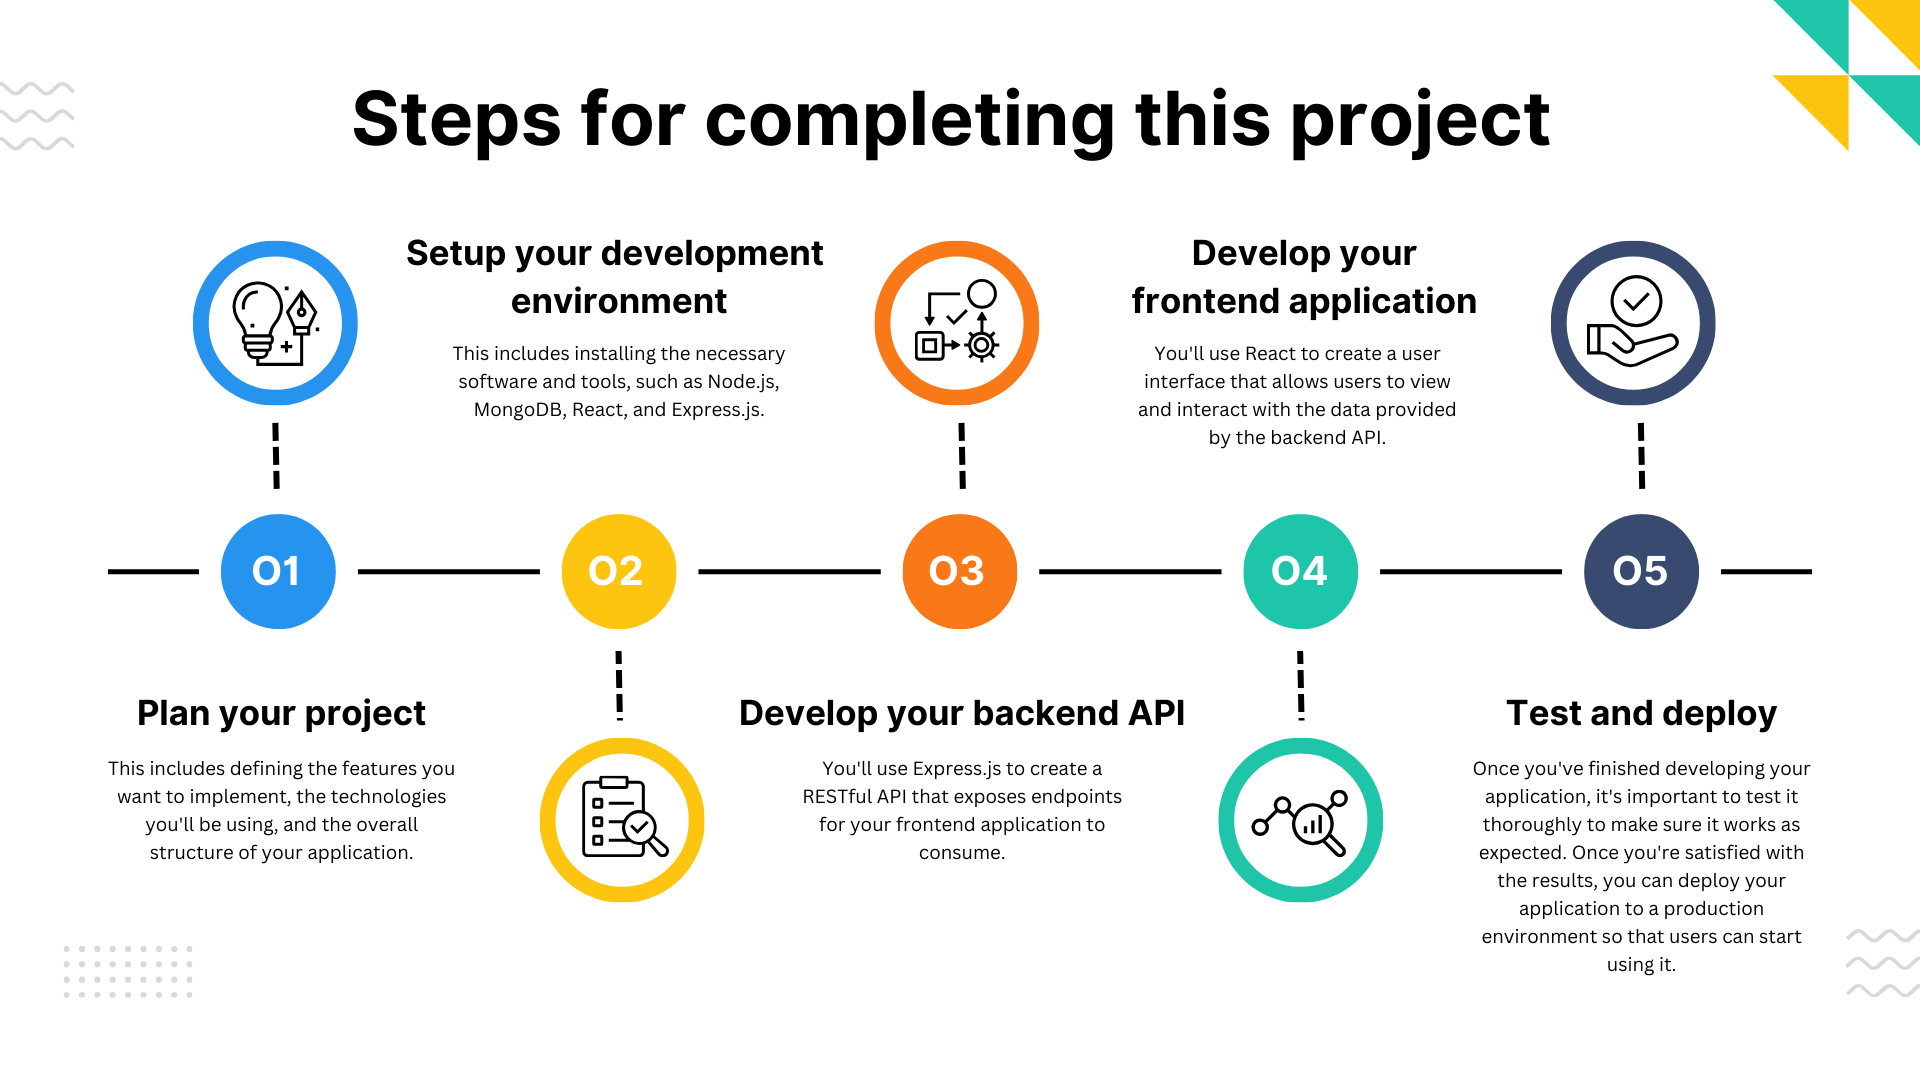 Steps for completing this project
01
Plan your project
This includes defining the features you
want to implement, the technologies
you'll be using, and the overall
structure of your application.
02
Setup your development
environment
This includes installing the necessary
software and tools, such as Node.js,
MongoDB, React, and Express.js.
03
Develop your backend API
You'll use Express.js to create a
RESTful API that exposes endpoints
for your frontend application to
consume.
04
Develop your
frontend application
You'll use React to create a user
interface that allows users to view
and interact with the data provided
by the backend API.
05
Test and deploy
Once you've finished developing your
application, it's important to test it
thoroughly to make sure it works as
expected. Once you're satisfied with
the results, you can deploy your
application to a production
environment so that users can start
using it.